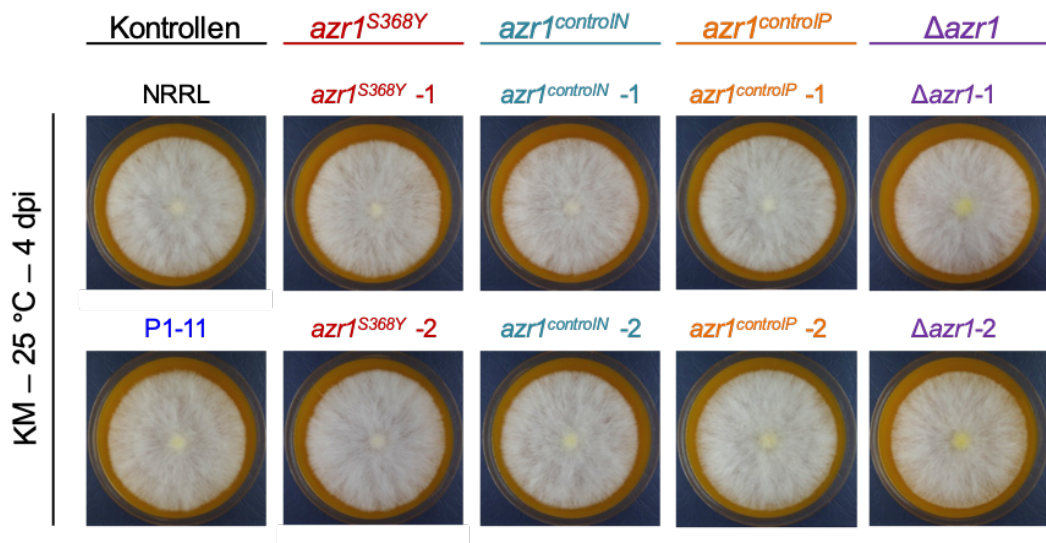 Kontrollen azr1S368Y azr1controlN azr1controlP Δazr1
NRRL azr1S368Y -1 azr1controlN -1 azr1controlP -1 Δazr1-1
KM – 25 °C – 4 dpi
P1-11 azr1S368Y -2 azr1controlN -2 azr1controlP -2 Δazr1-2